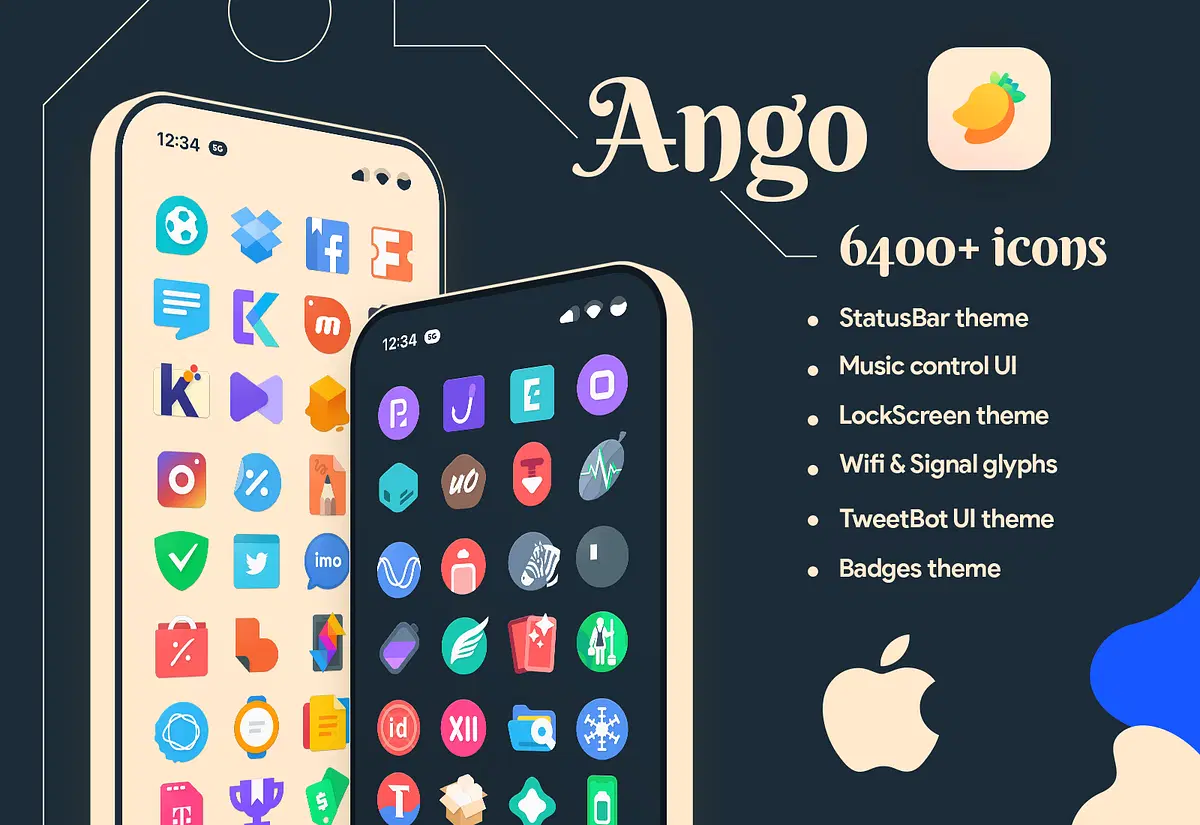 Ango
6400+ icons
StatusBar theme
Music control UI
LockScreen theme
Wifi & Signal glyphs
TweetBot UI theme
Badges theme
12:34 5G
f
F
m
k
imo
T
$
12:34 5G
P
J
E
uo
T
id
XII
T